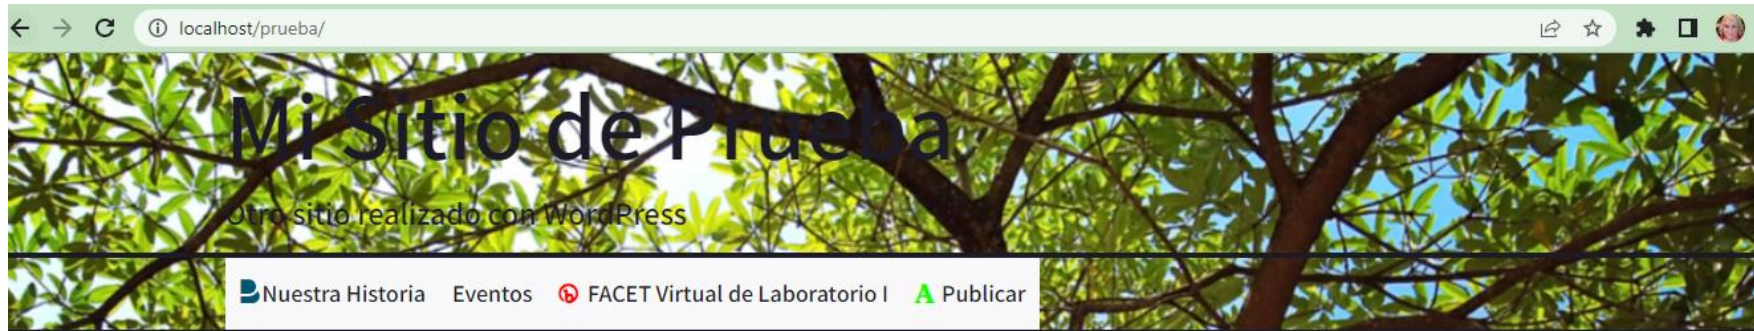 localhost/prueba/
Mi Sitio de Prueba
Otro sitio realizado con WordPress
Nuestra Historia Eventos FACET Virtual de Laboratorio I A Publicar